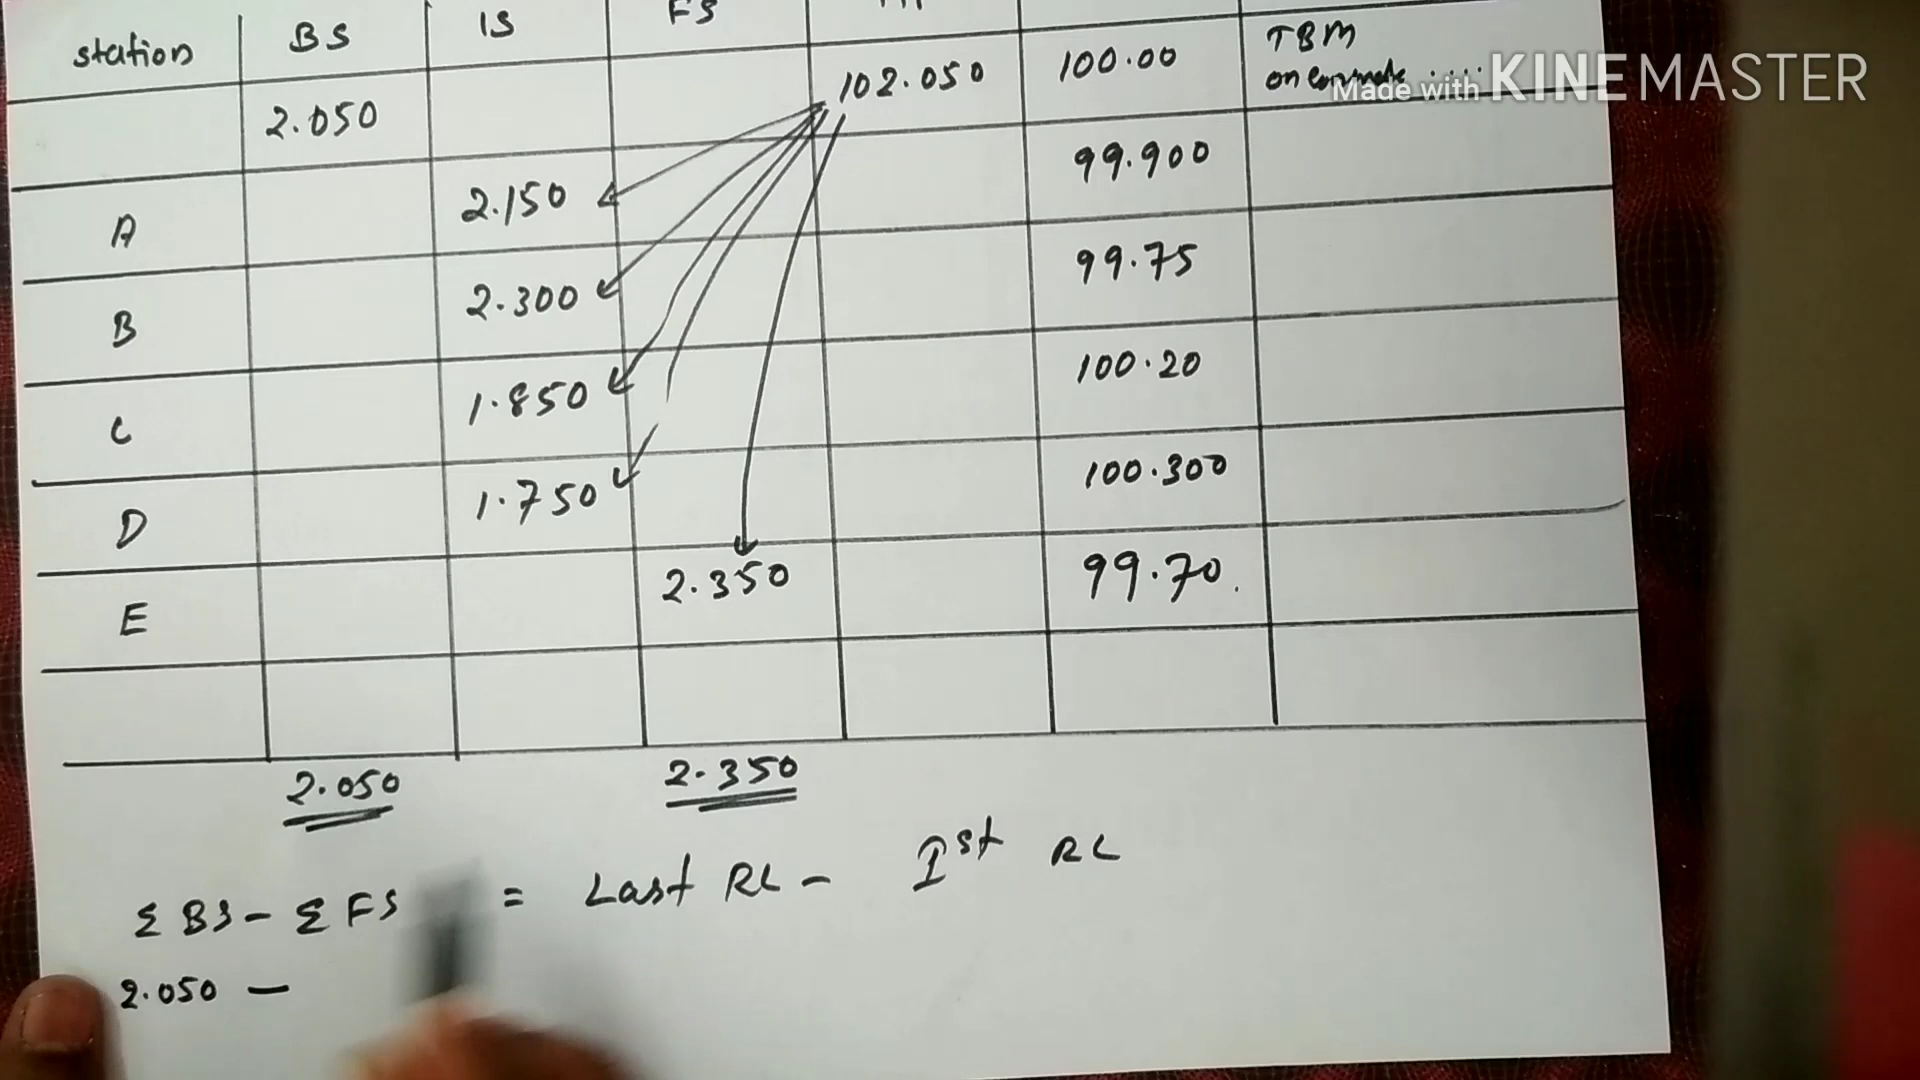 station BS IS FS
2.050 102.050 100.00 TBM
on
Made with KINEMASTER
A 2.150 99.900
B 2.300 99.75
C 1.850 100.20
D 1.750 100.300
E 2.350 99.70.
2.050 2.350
Σ BS - Σ FS = Last RL - Ist RL
2.050 -